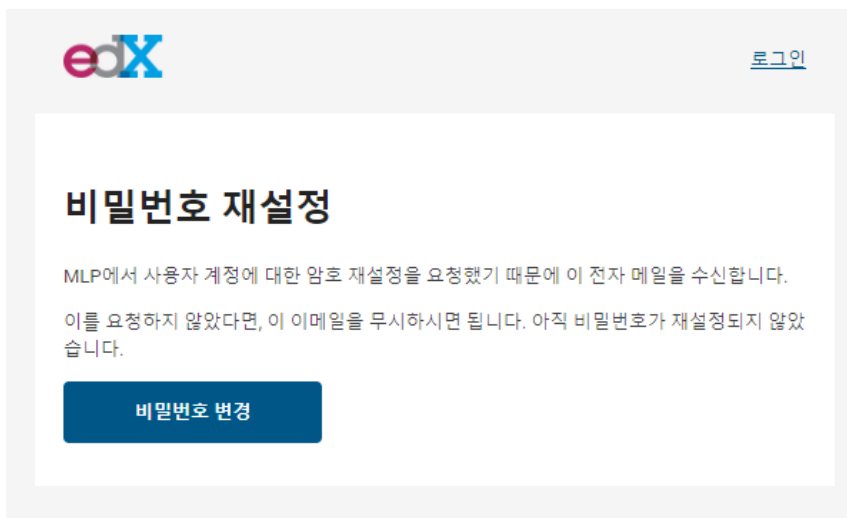 edX
로그인
비밀번호 재설정
MLP에서 사용자 계정에 대한 암호 재설정을 요청했기 때문에 이 전자 메일을 수신합니다.
이를 요청하지 않았다면, 이 이메일을 무시하시면 됩니다. 아직 비밀번호가 재설정되지 않았
습니다.
비밀번호 변경